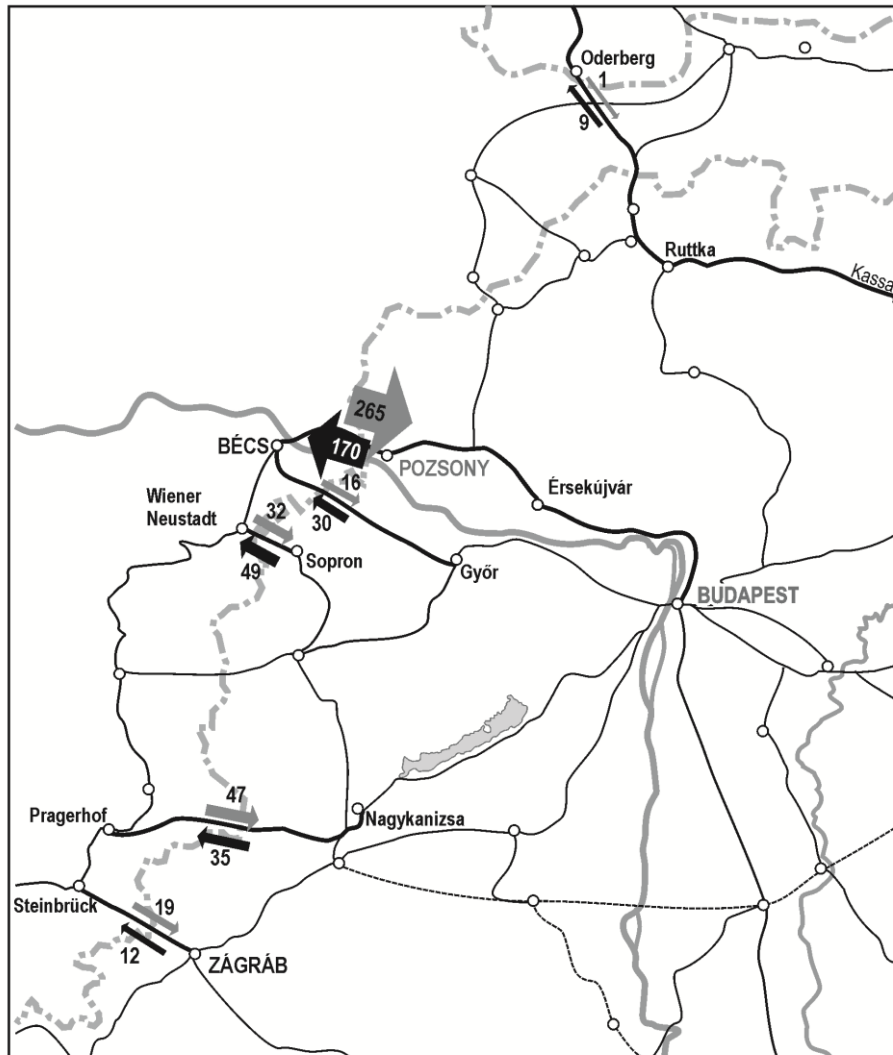 Oderberg
1
9
Ruttka
Kassa
265
170
BÉCS
POZSONY
16
30
Érsekújvár
Wiener
Neustadt
32
49
Sopron
Győr
BUDAPEST
47
35
Pragerhof
Nagykanizsa
Steinbrück
19
12
ZÁGRÁB